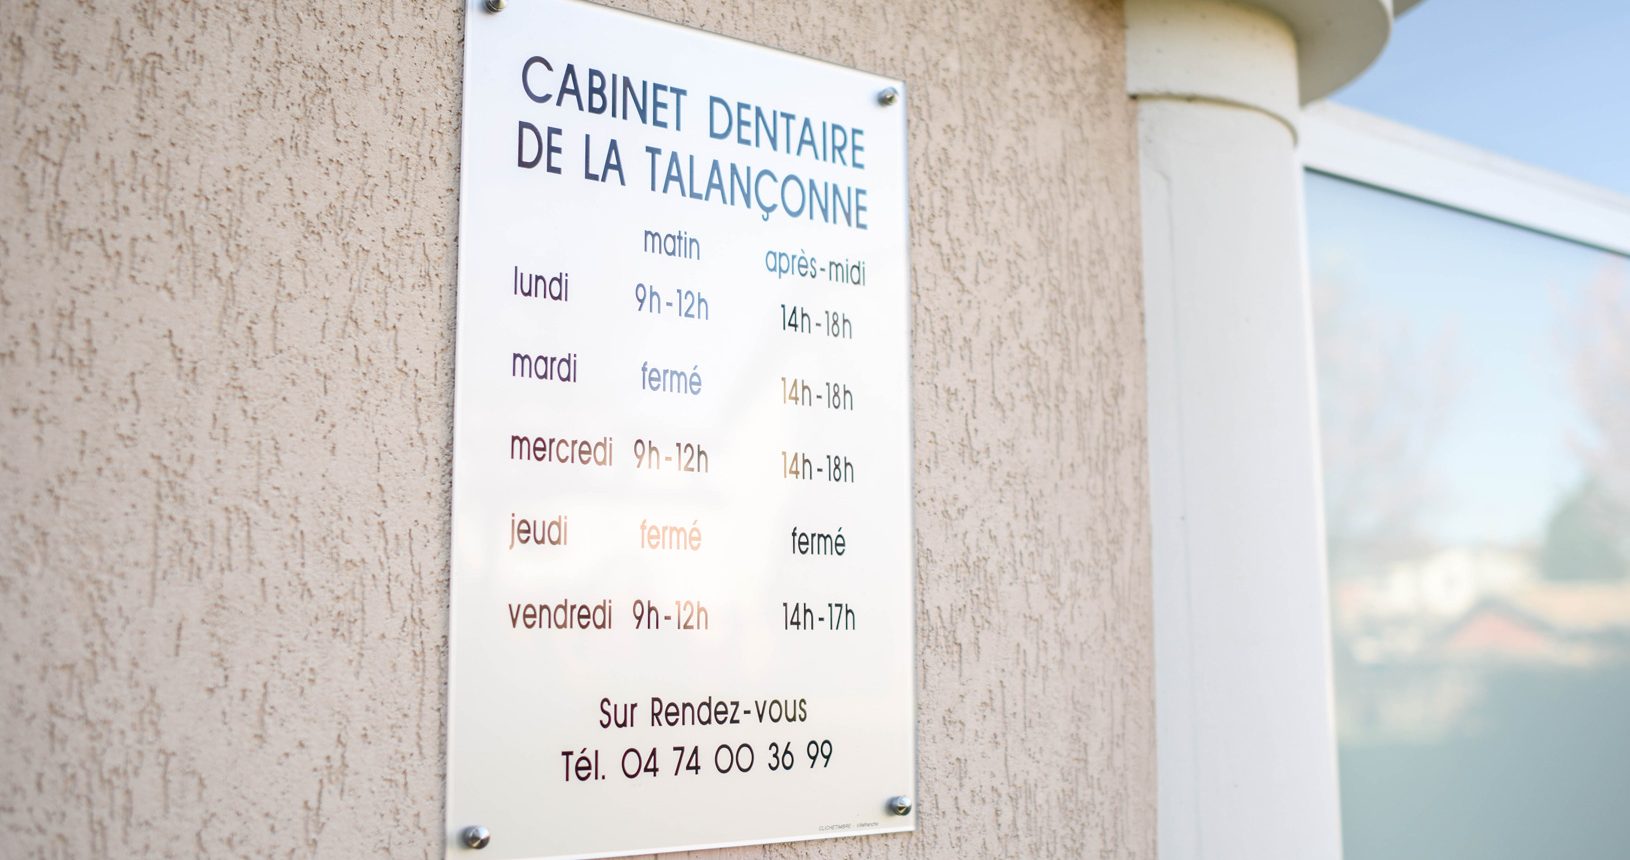 CABINET DENTAIRE
DE LA TALANÇONNE
matin après-midi
lundi 9h-12h 14h-18h
mardi fermé 14h-18h
mercredi 9h-12h 14h-18h
jeudi fermé fermé
vendredi 9h-12h 14h-17h
Sur Rendez-vous
Tél. 04 74 00 36 99